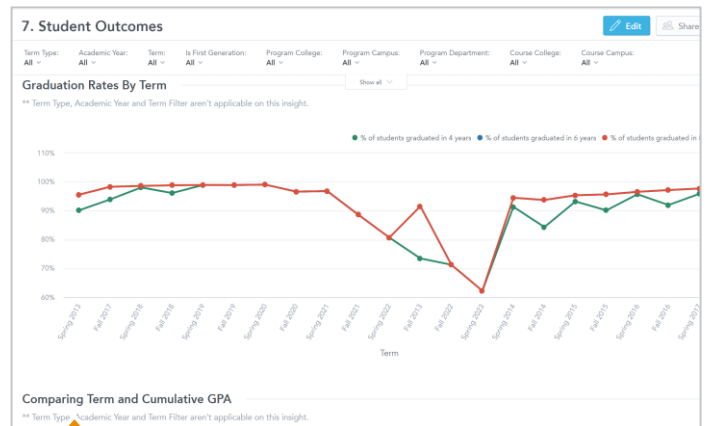 7. Student Outcomes
Edit
Share
Term Type: Academic Year: Term: Is First Generation: Program College: Program Campus: Program Department: Course College: Course Campus:
All All All All All All All All All
Show all
Graduation Rates By Term
** Term Type, Academic Year and Term Filter aren't applicable on this insight.
% of students graduated in 4 years % of students graduated in 6 years % of students graduated in
110%
100%
90%
80%
70%
60%
Spring 2013 Fall 2017 Spring 2018 Fall 2018 Spring 2019 Fall 2019 Spring 2020 Fall 2020 Spring 2021 Fall 2021 Spring 2022 Fall 2013 Fall 2022 Spring 2023 Spring 2014 Fall 2014 Spring 2015 Fall 2015 Spring 2016 Fall 2016 Spring 2017
Term
Comparing Term and Cumulative GPA
** Term Type, Academic Year and Term Filter aren't applicable on this insight.